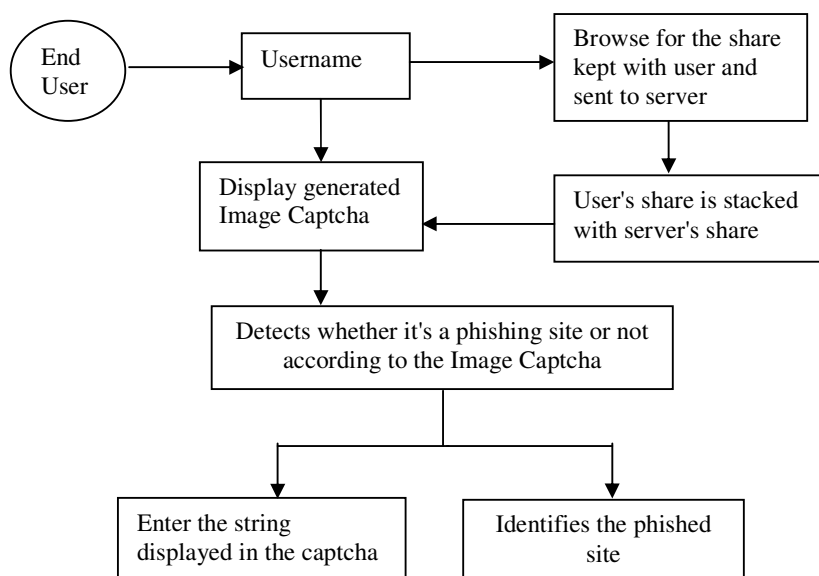 End
User
Username
Browse for the share
kept with user and
sent to server
Display generated
Image Captcha
User's share is stacked
with server's share
Detects whether it's a phishing site or not
according to the Image Captcha
Enter the string
displayed in the captcha
Identifies the phished
site